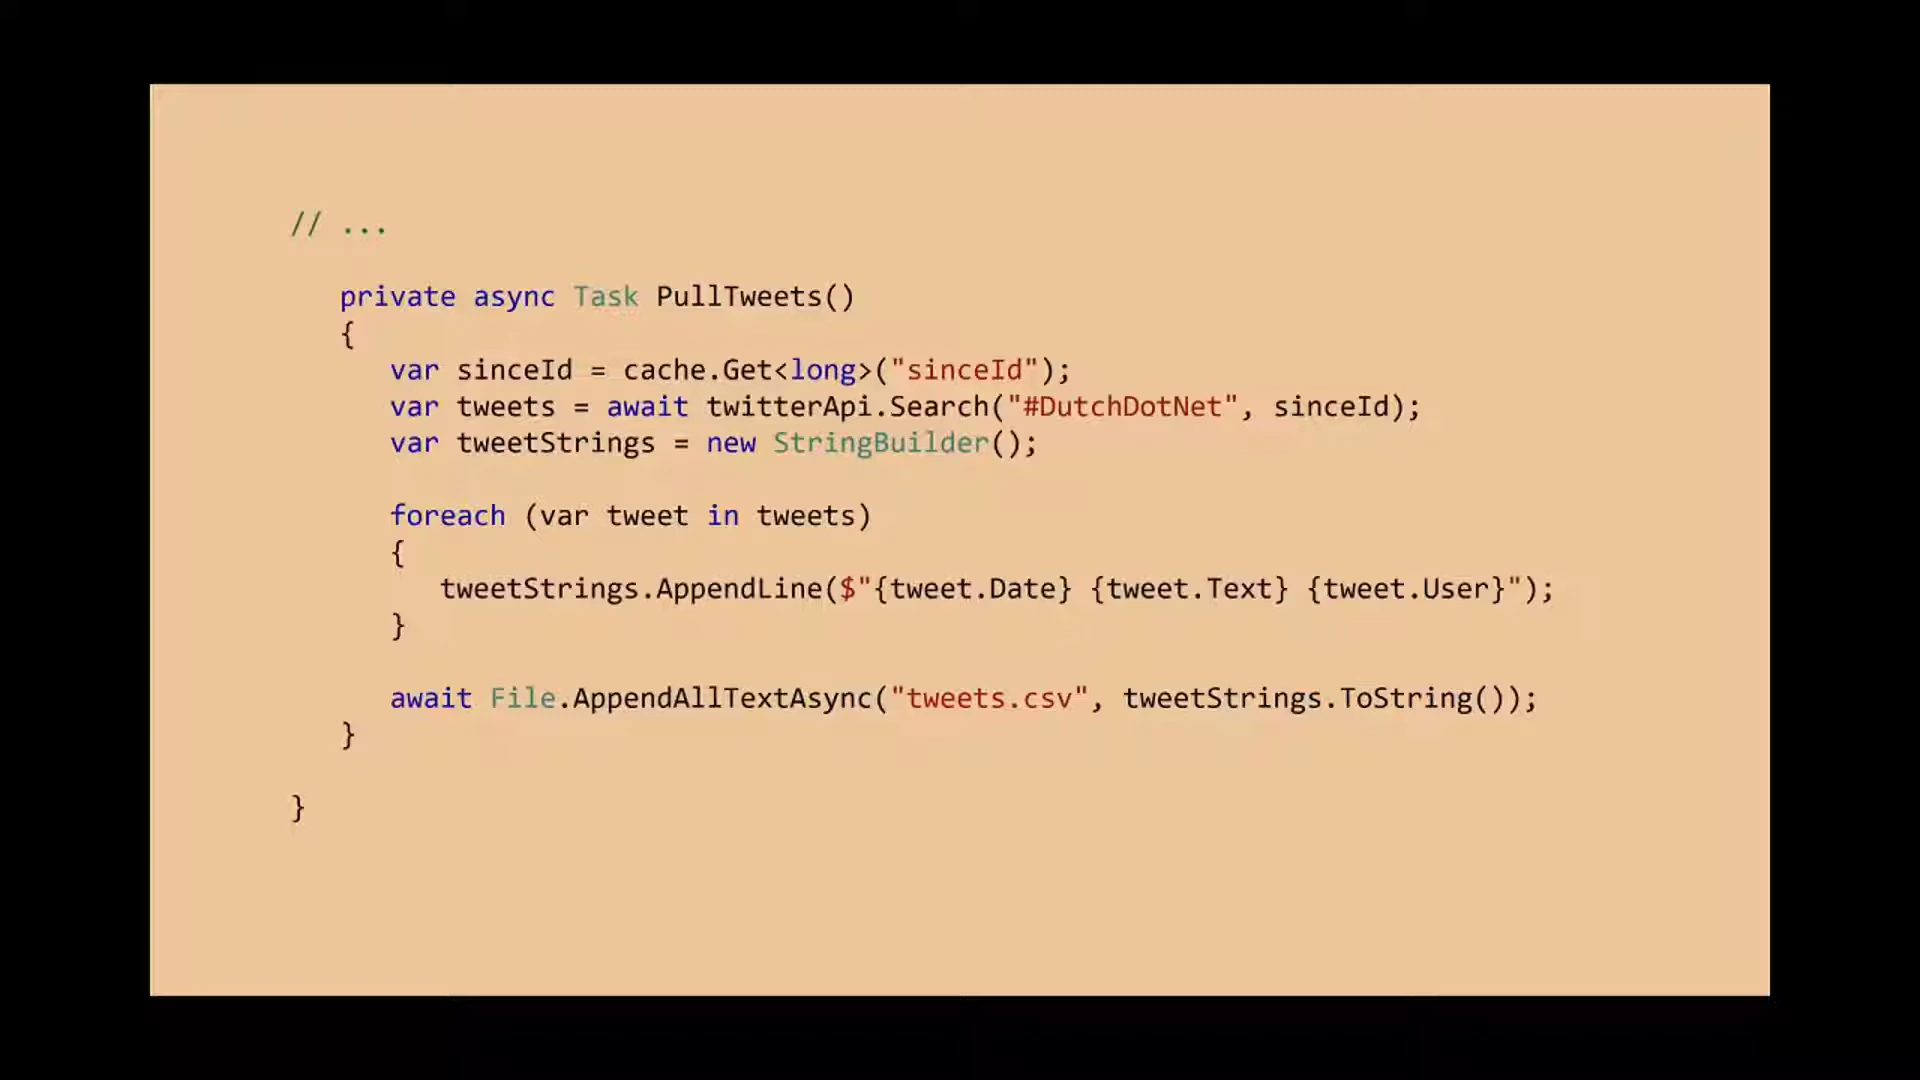 // ...
private async Task PullTweets()
{
var sinceId = cache.Get<long>("sinceId");
var tweets = await twitterApi.Search("#DutchDotNet", sinceId);
var tweetStrings = new StringBuilder();
foreach (var tweet in tweets)
{
tweetStrings.AppendLine($"{tweet.Date} {tweet.Text} {tweet.User}");
}
await File.AppendAllTextAsync("tweets.csv", tweetStrings.ToString());
}
}